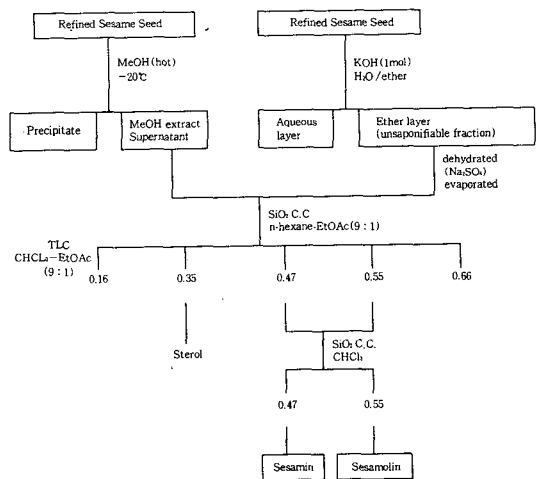 Refined Sesame Seed
Refined Sesame Seed
MeOH(hot)
-20℃
KOH(1mol)
H₂O/ether
Precipitate
MeOH extract
Supernatant
Aqueous
layer
Ether layer
(unsaponifiable fraction)
dehydrated
(Na₂SO₄)
evaporated
SiO₂ C.C
n-hexane-EtOAc(9 : 1)
TLC
CHCL₃-EtOAc
(9 : 1)
0.16
0.35
0.47
0.55
0.66
Sterol
SiO₂ C.C.
CHCl₃
0.47
0.55
Sesamin
Sesamolin